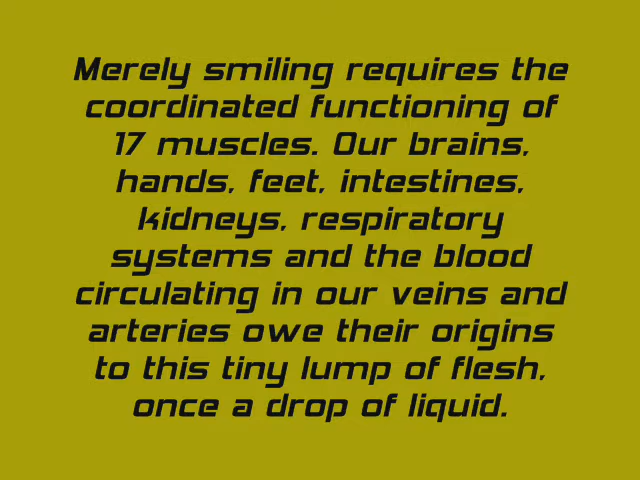 Merely smiling requires the
coordinated functioning of
17 muscles. Our brains,
hands, feet, intestines,
kidneys, respiratory
systems and the blood
circulating in our veins and
arteries owe their origins
to this tiny lump of flesh,
once a drop of liquid.